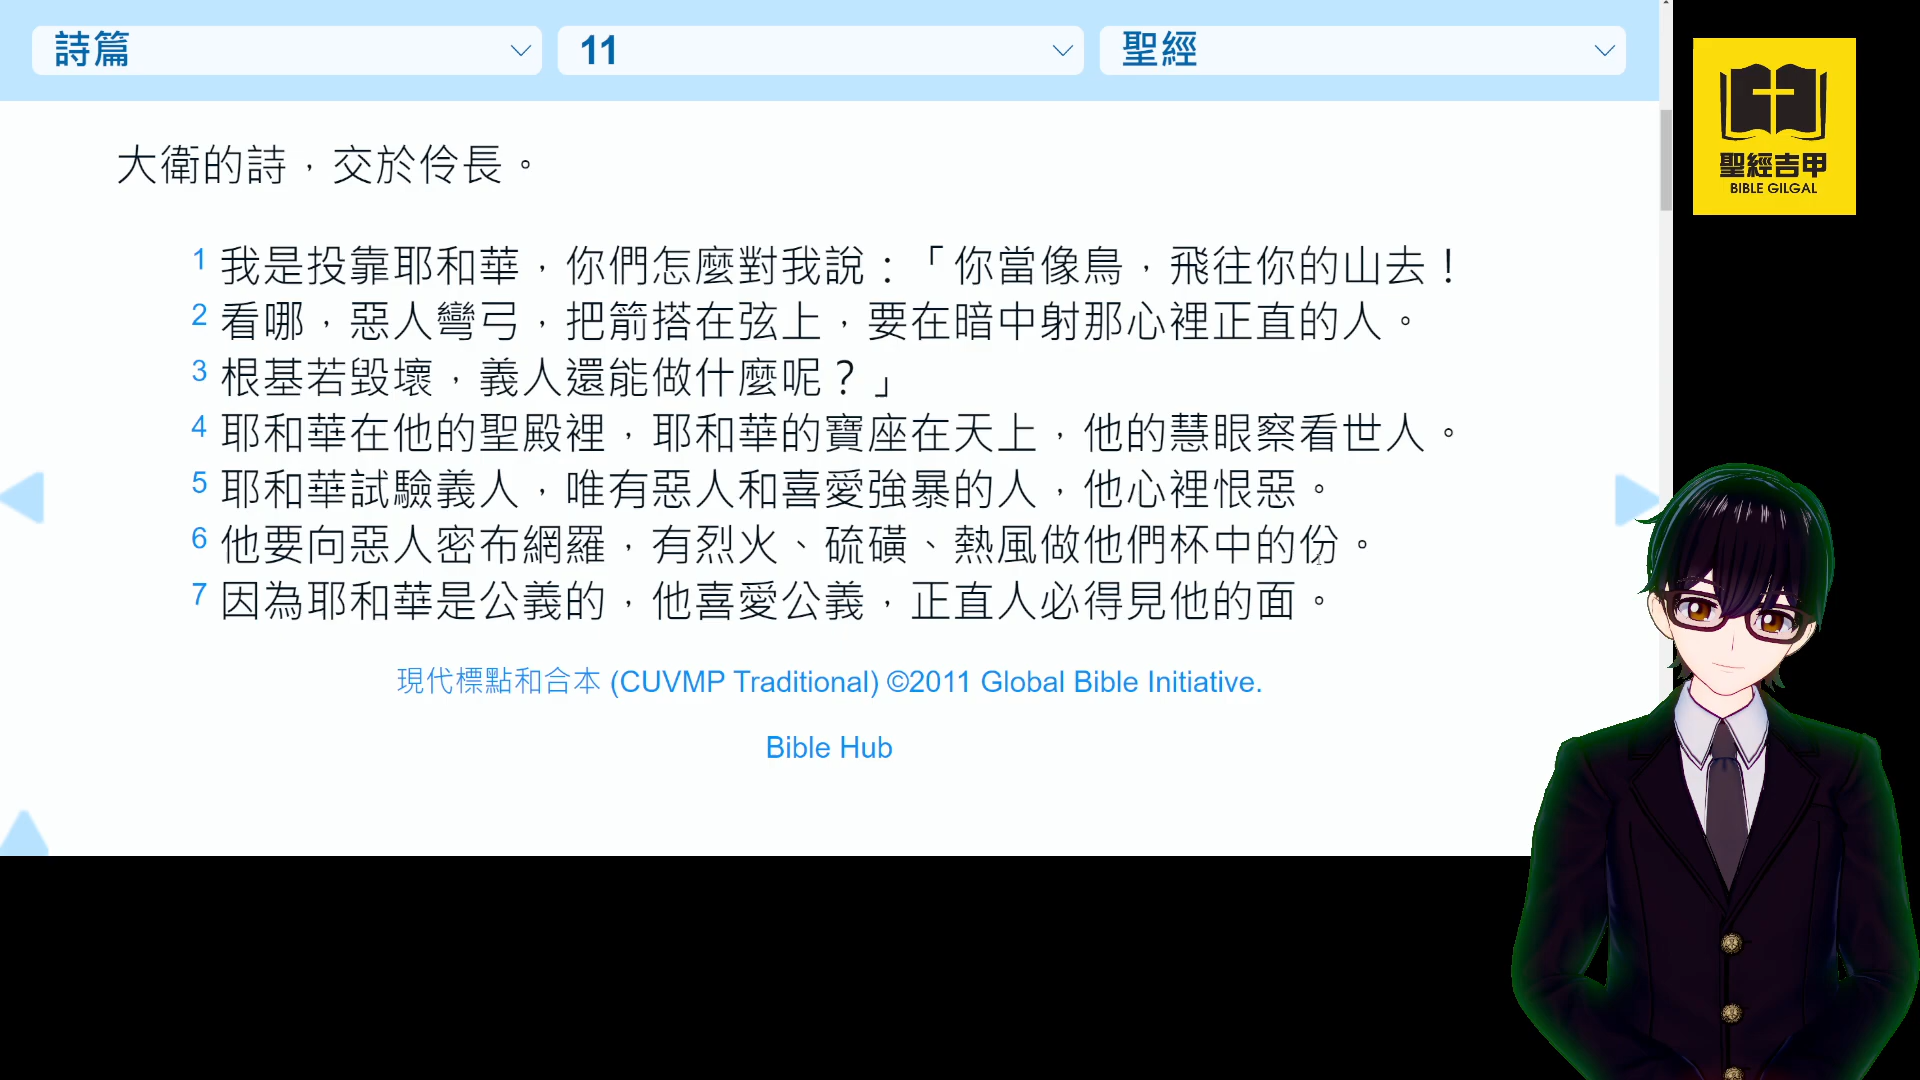 詩篇
11
聖經
聖經吉甲
BIBLE GILGAL
大衛的詩，交於伶長。
1 我是投靠耶和華，你們怎麼對我說：「你當像鳥，飛往你的山去！
2 看哪，惡人彎弓，把箭搭在弦上，要在暗中射那心裡正直的人。
3 根基若毀壞，義人還能做什麼呢？」
4 耶和華在他的聖殿裡，耶和華的寶座在天上，他的慧眼察看世人。
5 耶和華試驗義人，唯有惡人和喜愛強暴的人，他心裡恨惡。
6 他要向惡人密布網羅，有烈火、硫磺、熱風做他們杯中的份。
7 因為耶和華是公義的，他喜愛公義，正直人必得見他的面。
現代標點和合本 (CUVMP Traditional) ©2011 Global Bible Initiative.
Bible Hub